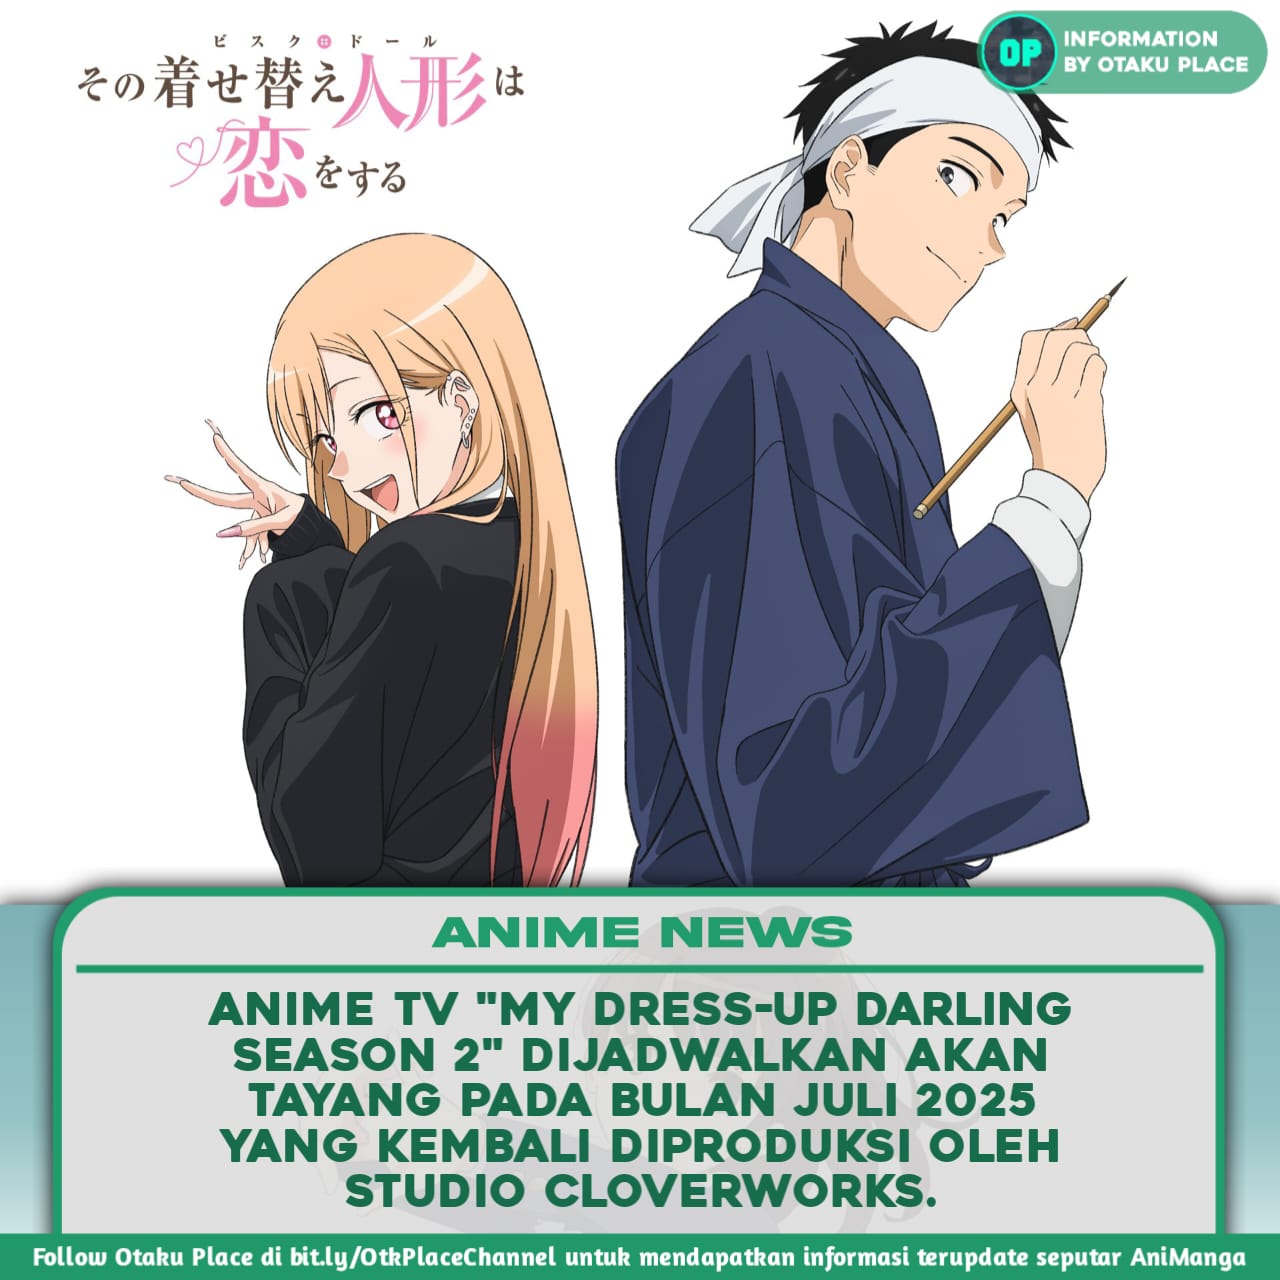 ビスクドール
その着せ替え人形は
恋をする
OP
INFORMATION
BY OTAKU PLACE
ANIME NEWS
ANIME TV "MY DRESS-UP DARLING
SEASON 2" DIJADWALKAN AKAN
TAYANG PADA BULAN JULI 2025
YANG KEMBALI DIPRODUKSI OLEH
STUDIO CLOVERWORKS.
Follow Otaku Place di bit.ly/OtkPlaceChannel untuk mendapatkan informasi terupdate seputar AniManga